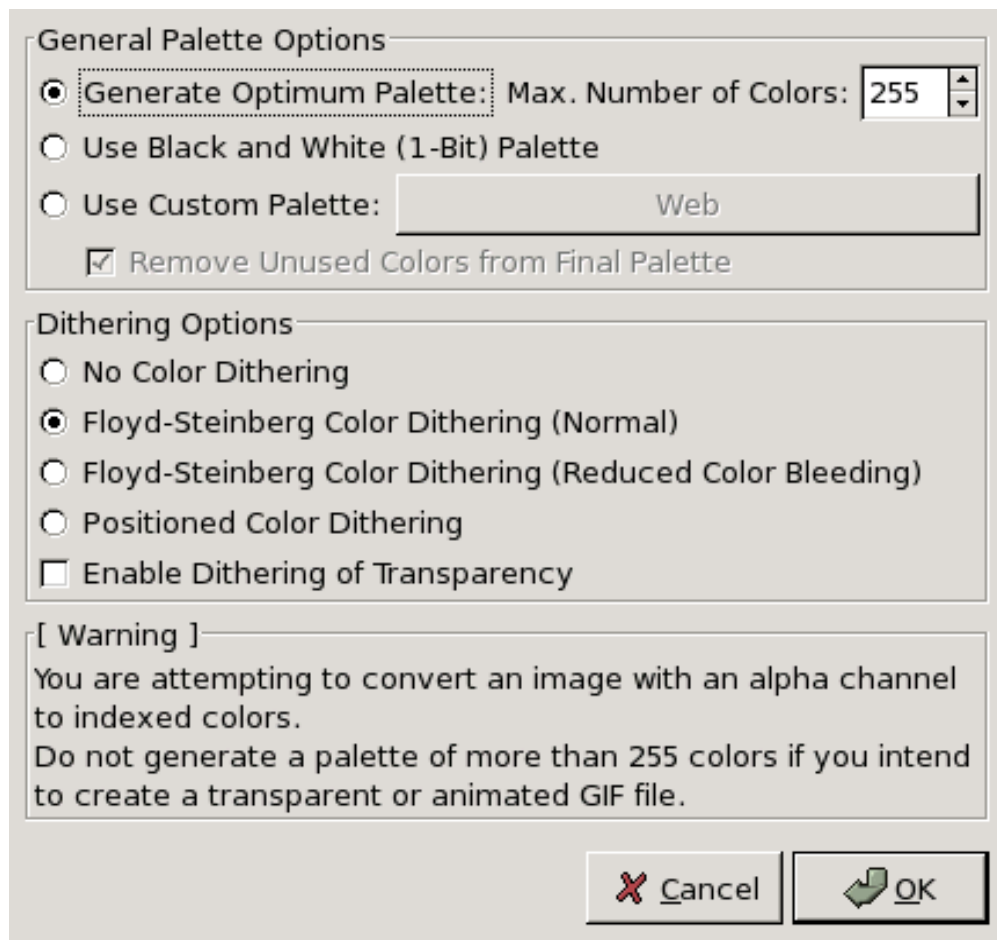 General Palette Options
Generate Optimum Palette: Max. Number of Colors: 255
Use Black and White (1-Bit) Palette
Use Custom Palette: Web
Remove Unused Colors from Final Palette
Dithering Options
No Color Dithering
Floyd-Steinberg Color Dithering (Normal)
Floyd-Steinberg Color Dithering (Reduced Color Bleeding)
Positioned Color Dithering
Enable Dithering of Transparency
[ Warning ]
You are attempting to convert an image with an alpha channel
to indexed colors.
Do not generate a palette of more than 255 colors if you intend
to create a transparent or animated GIF file.
Cancel OK